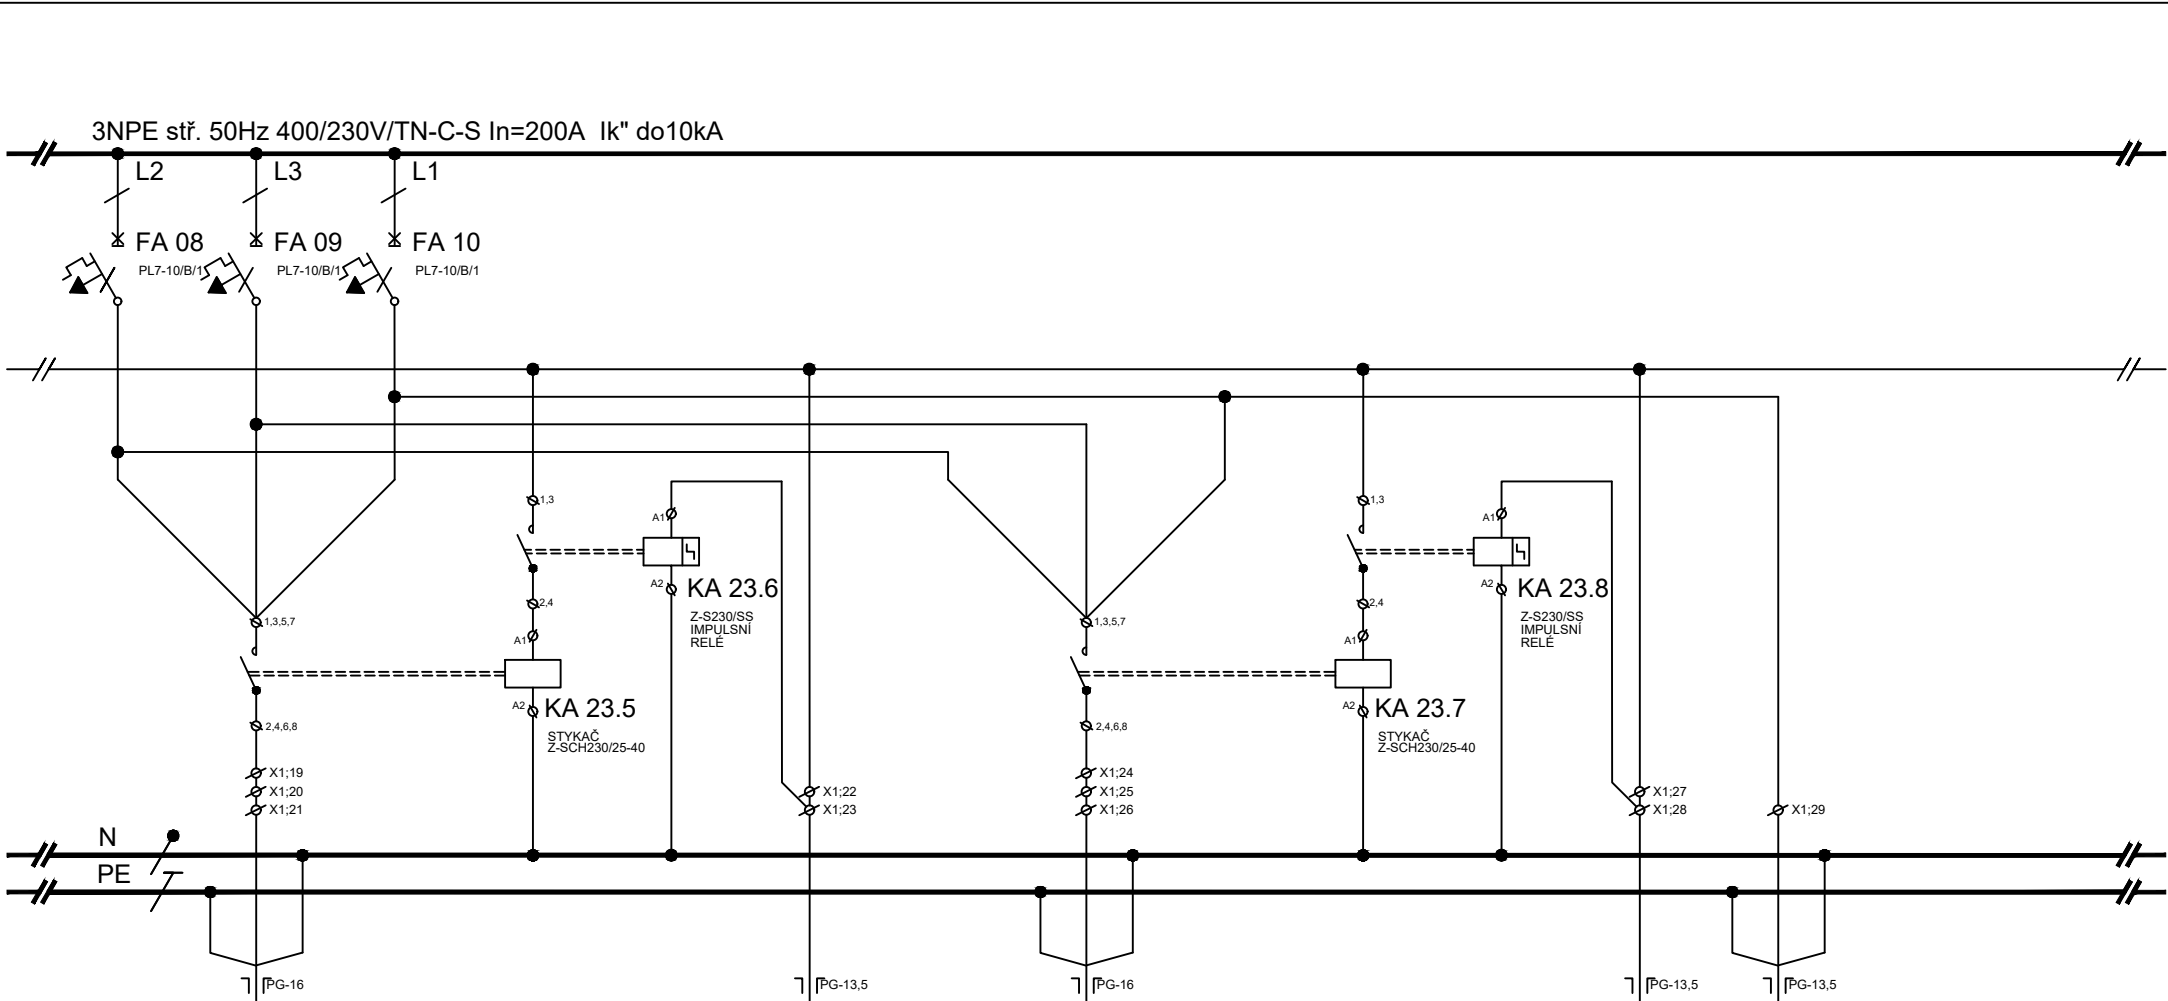 3NPE stř. 50Hz 400/230V/TN-C-S In=200A  Ik" do10kA
L2
L3
L1
FA 08
PL7-10/B/1
FA 09
PL7-10/B/1
FA 10
PL7-10/B/1
1,3
A1
1,3
A1
A2
KA 23.6
Z-S230/SS
IMPULSNÍ
RELÉ
A2
KA 23.8
Z-S230/SS
IMPULSNÍ
RELÉ
2,4
2,4
1,3,5,7
A1
1,3,5,7
A1
A2
KA 23.5
STYKAČ
Z-SCH230/25-40
A2
KA 23.7
STYKAČ
Z-SCH230/25-40
2,4,6,8
2,4,6,8
X1;19
X1;20
X1;21
X1;22
X1;23
X1;24
X1;25
X1;26
X1;27
X1;28
X1;29
N
PE
PG-16
PG-13,5
PG-16
PG-13,5
PG-13,5